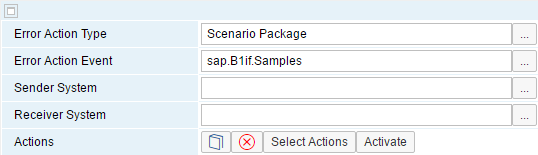 Error Action Type Scenario Package ...
Error Action Event sap.B1if.Samples ...
Sender System ...
Receiver System ...
Actions Select Actions Activate